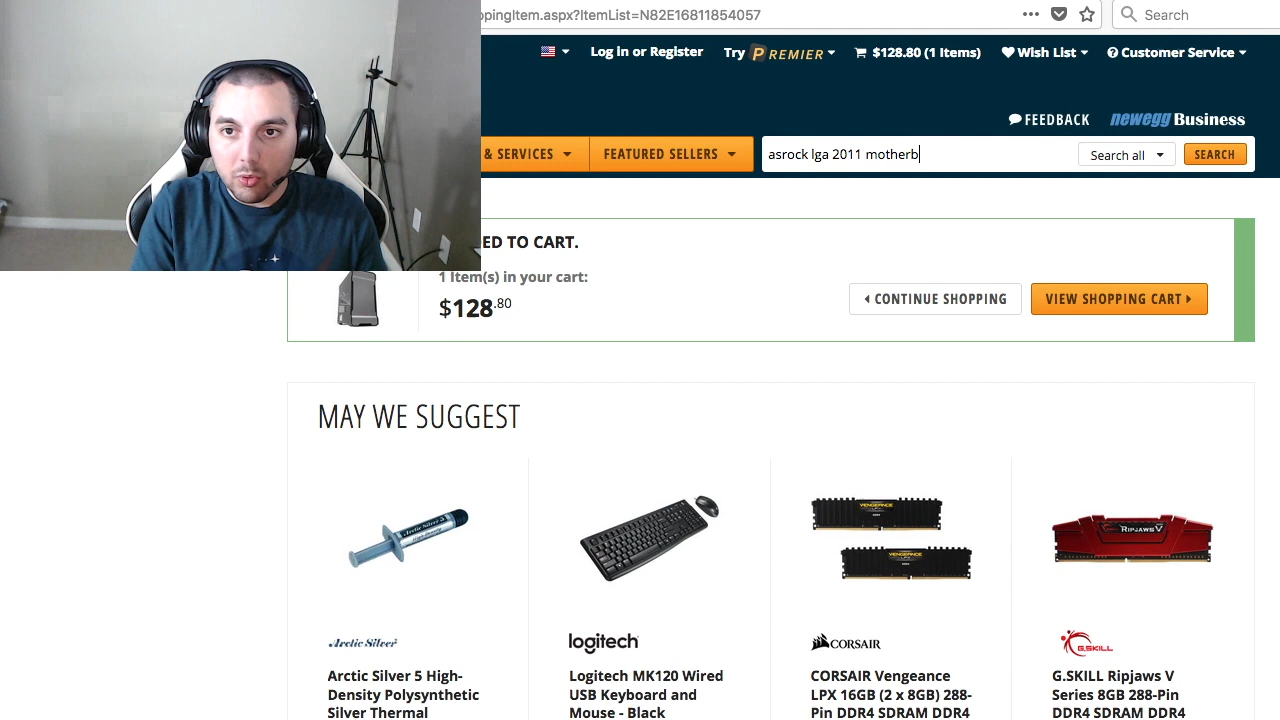 ppingItem.aspx?ItemList=N82E16811854057
Search
Log in or Register
Try PREMIER
$128.80 (1 Items)
Wish List
Customer Service
FEEDBACK
newegg Business
& SERVICES
FEATURED SELLERS
asrock lga 2011 motherb
Search all
SEARCH
ED TO CART.
1 Item(s) in your cart:
$128.80
CONTINUE SHOPPING
VIEW SHOPPING CART
MAY WE SUGGEST
VENGEANCE
VENGEANCE
RIPJAWS V
Arctic Silver
logitech
CORSAIR
G.SKILL
Arctic Silver 5 High-
Density Polysynthetic
Silver Thermal
Logitech MK120 Wired
USB Keyboard and
Mouse - Black
CORSAIR Vengeance
LPX 16GB (2 x 8GB) 288-
Pin DDR4 SDRAM DDR4
G.SKILL Ripjaws V
Series 8GB 288-Pin
DDR4 SDRAM DDR4